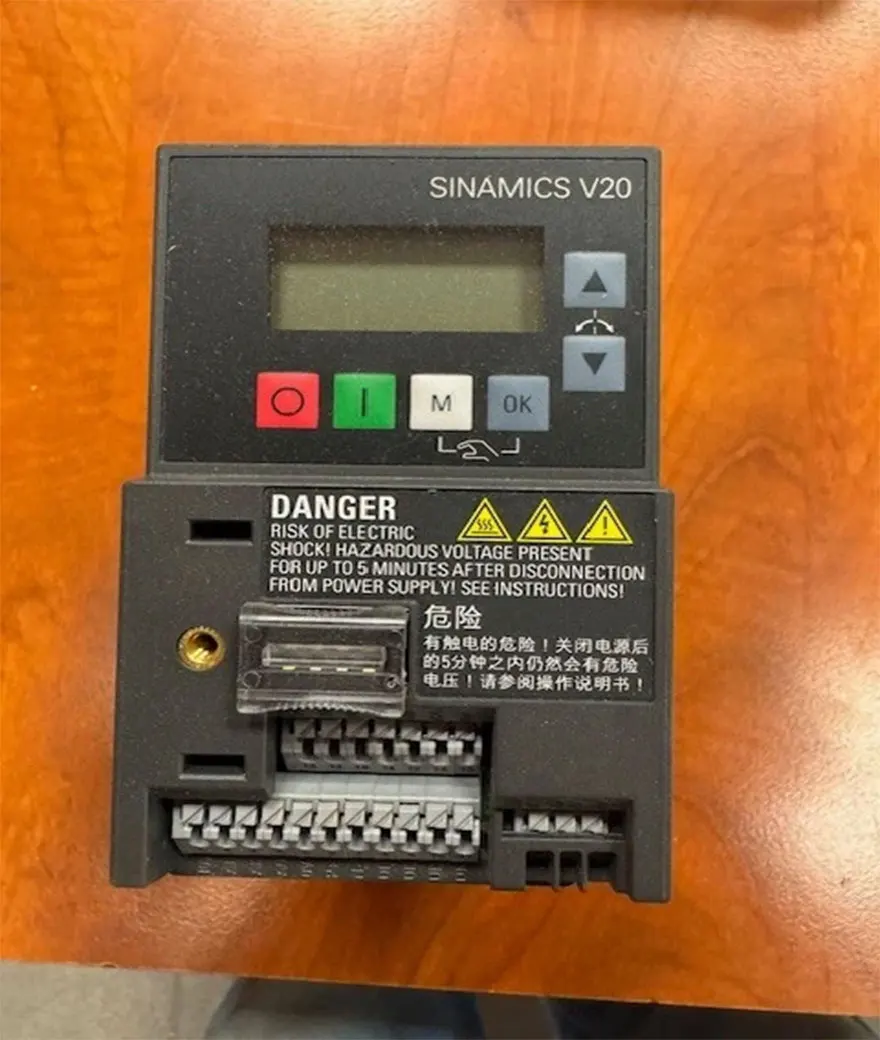 SINAMICS V20
M
OK
DANGER
RISK OF ELECTRIC
SHOCK! HAZARDOUS VOLTAGE PRESENT
FOR UP TO 5 MINUTES AFTER DISCONNECTION
FROM POWER SUPPLY! SEE INSTRUCTIONS!
危险
有触电的危险！关闭电源后
的5分钟之内仍然会有危险
电压！请参阅操作说明书！